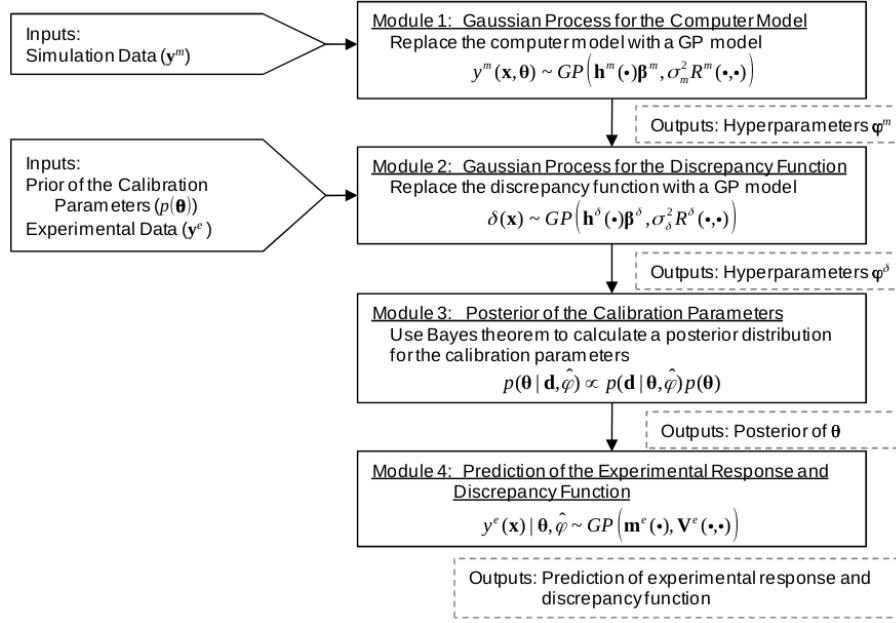 Inputs:
Simulation Data (y^m)
Module 1: Gaussian Process for the Computer Model
Replace the computer model with a GP model
y^m(x, θ) ~ GP(h^m(•)β^m, σ_m^2 R^m(•,•))
Outputs: Hyperparameters φ^m
Inputs:
Prior of the Calibration
Parameters (p(θ))
Experimental Data (y^e)
Module 2: Gaussian Process for the Discrepancy Function
Replace the discrepancy function with a GP model
δ(x) ~ GP(h^δ(•)β^δ, σ_δ^2 R^δ(•,•))
Outputs: Hyperparameters φ^δ
Module 3: Posterior of the Calibration Parameters
Use Bayes theorem to calculate a posterior distribution
for the calibration parameters
p(θ | d, φ̂) ∝ p(d | θ, φ̂) p(θ)
Outputs: Posterior of θ
Module 4: Prediction of the Experimental Response and
Discrepancy Function
y^e(x) | θ, φ̂ ~ GP(m^e(•), V^e(•,•))
Outputs: Prediction of experimental response and
discrepancy function